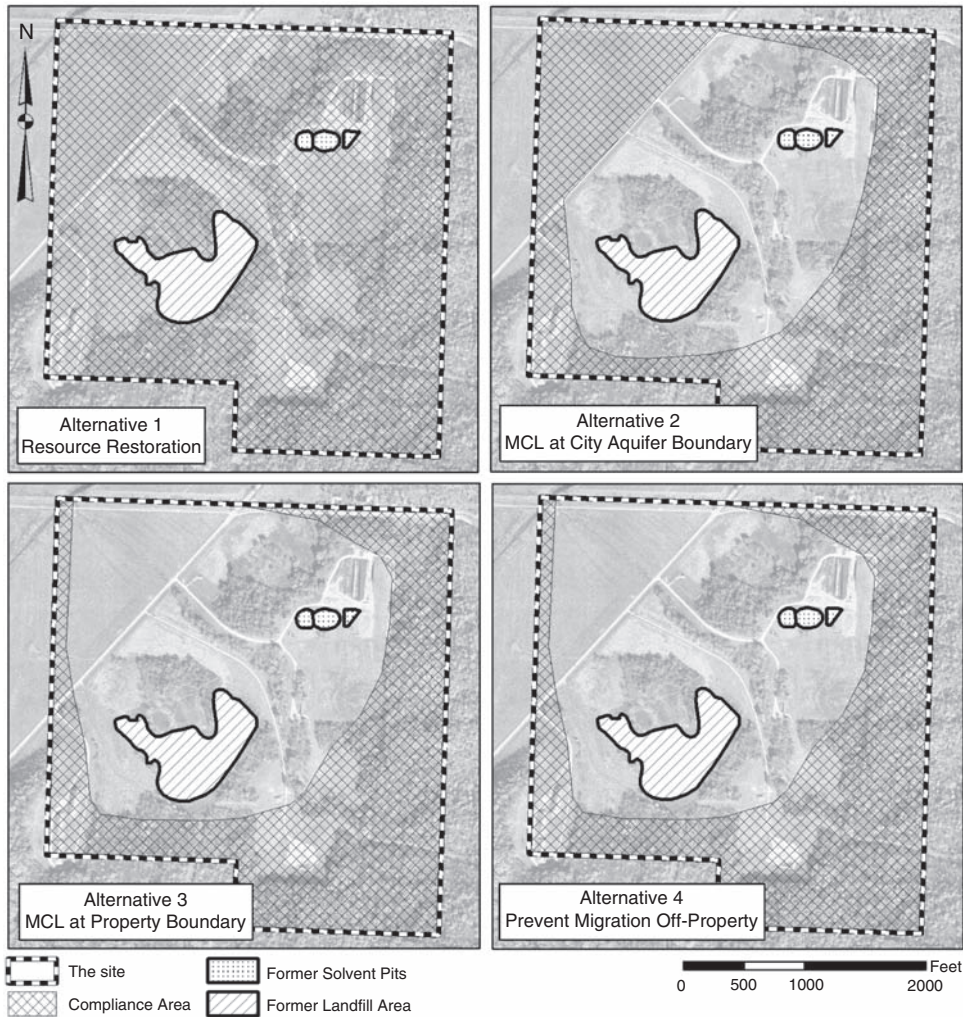 N
Alternative 1
Resource Restoration
Alternative 2
MCL at City Aquifer Boundary
Alternative 3
MCL at Property Boundary
Alternative 4
Prevent Migration Off-Property
The site
Former Solvent Pits
Compliance Area
Former Landfill Area
Feet
0 500 1000 2000